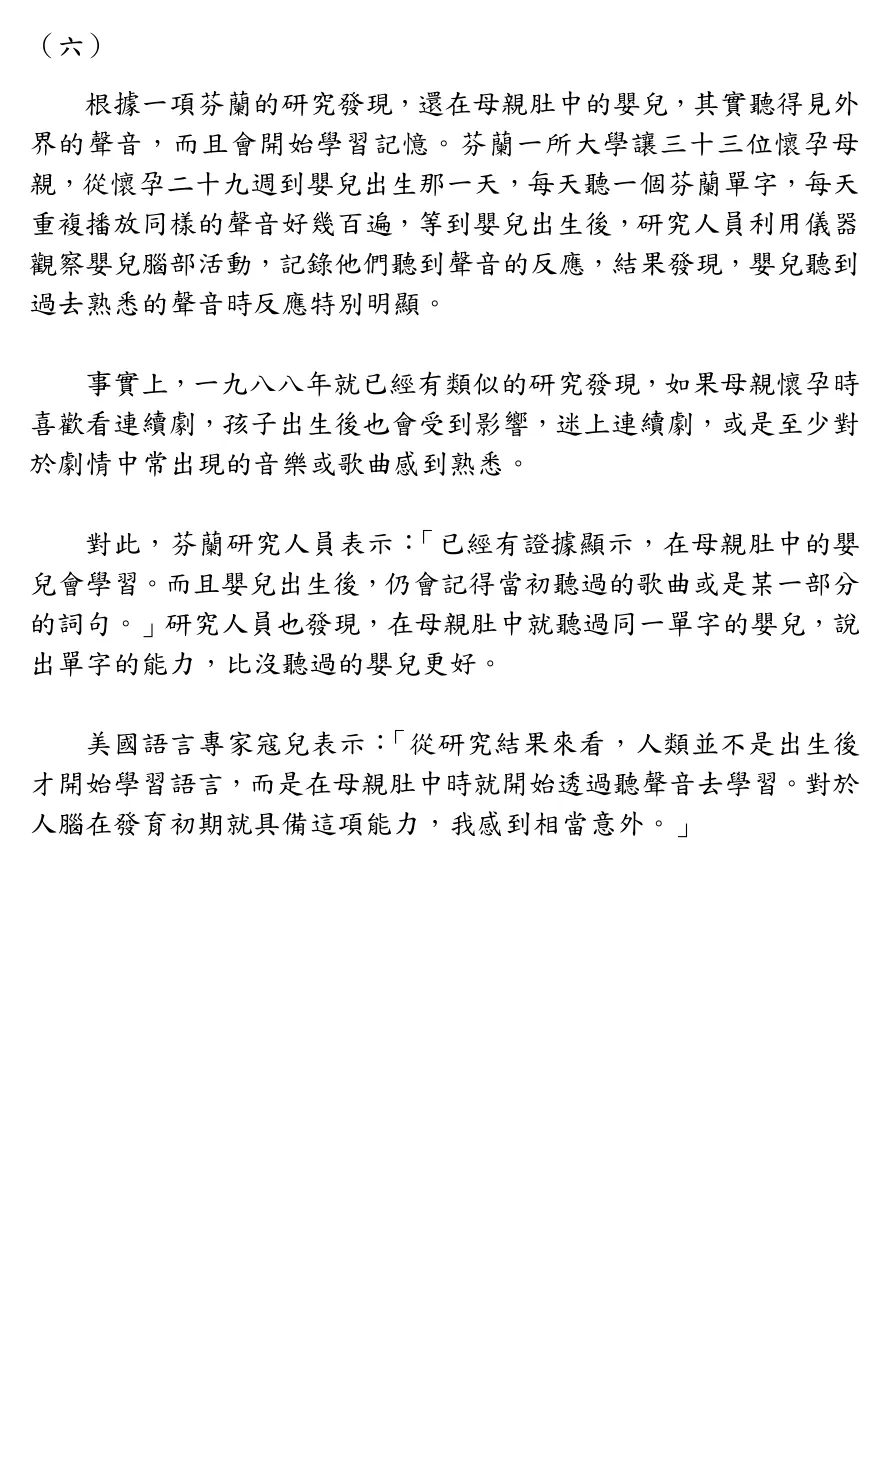 （六）
根據一項芬蘭的研究發現，還在母親肚中的嬰兒，其實聽得見外
界的聲音，而且會開始學習記憶。芬蘭一所大學讓三十三位懷孕母
親，從懷孕二十九週到嬰兒出生那一天，每天聽一個芬蘭單字，每天
重複播放同樣的聲音好幾百遍，等到嬰兒出生後，研究人員利用儀器
觀察嬰兒腦部活動，記錄他們聽到聲音的反應，結果發現，嬰兒聽到
過去熟悉的聲音時反應特別明顯。
事實上，一九八八年就已經有類似的研究發現，如果母親懷孕時
喜歡看連續劇，孩子出生後也會受到影響，迷上連續劇，或是至少對
於劇情中常出現的音樂或歌曲感到熟悉。
對此，芬蘭研究人員表示：「已經有證據顯示，在母親肚中的嬰
兒會學習。而且嬰兒出生後，仍會記得當初聽過的歌曲或是某一部分
的詞句。」研究人員也發現，在母親肚中就聽過同一單字的嬰兒，說
出單字的能力，比沒聽過的嬰兒更好。
美國語言專家寇兒表示：「從研究結果來看，人類並不是出生後
才開始學習語言，而是在母親肚中時就開始透過聽聲音去學習。對於
人腦在發育初期就具備這項能力，我感到相當意外。」